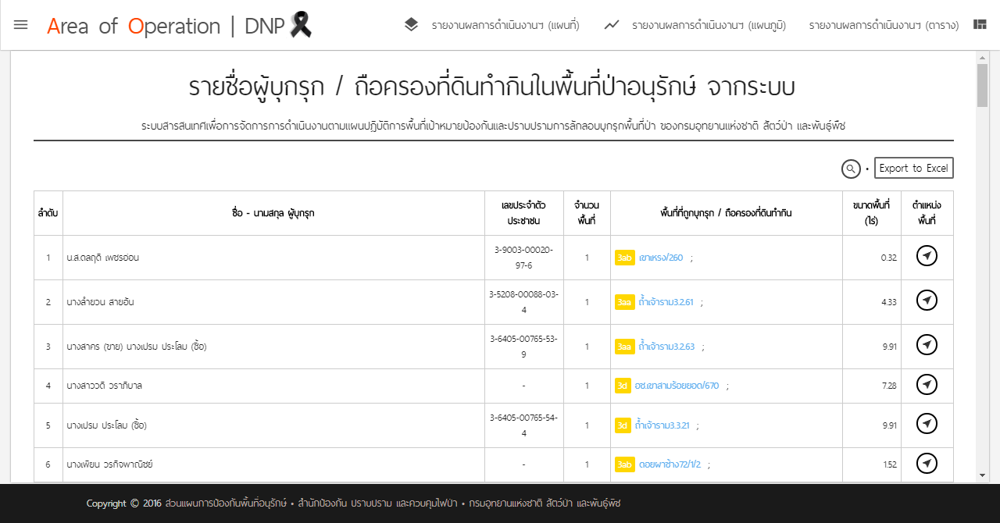 Area of Operation | DNP
รายงานผลการดำเนินงานฯ (แผนที่) รายงานผลการดำเนินงานฯ (แผนภูมิ) รายงานผลการดำเนินงานฯ (ตาราง)
รายชื่อผู้บุกรุก / ถือครองที่ดินทำกินในพื้นที่ป่าอนุรักษ์ จากระบบ
ระบบสารสนเทศเพื่อการจัดการการดำเนินงานตามแผนปฏิบัติการพื้นที่เป้าหมายป้องกันและปราบปรามการลักลอบบุกรุกพื้นที่ป่า ของกรมอุทยานแห่งชาติ สัตว์ป่า และพันธุ์พืช
• Export to Excel
ลำดับ ชื่อ - นามสกุล ผู้บุกรุก เลขประจำตัว ประชาชน จำนวน พื้นที่ พื้นที่ที่ถูกบุกรุก / ถือครองที่ดินทำกิน ขนาดพื้นที่ (ไร่) ตำแหน่ง พื้นที่
1 น.ส.ดลฤดี เพชรอ่อน 3-9003-00020-97-6 1 3ab เขาเหรง/260 ; 0.32
2 นางลำยวน สายอ้น 3-5208-00088-03-4 1 3aa ถ้ำเจ้าราม3.2.61 ; 4.33
3 นางสาคร (ขาย) นางเปรม ประโลม (ซื้อ) 3-6405-00765-53-9 1 3aa ถ้ำเจ้าราม3.2.63 ; 9.91
4 นางสาววดี วราภิบาล - 1 3d อช.เขาสามร้อยยอด/670 ; 7.28
5 นางเปรม ประโลม (ซื้อ) 3-6405-00765-54-4 1 3d ถ้ำเจ้าราม3.3.21 ; 9.91
6 นางเพียน วรกิจพาณิชย์ - 1 3ab ดอยผาช้าง72/1/2 ; 1.52
Copyright © 2016 ส่วนแผนการป้องกันพื้นที่อนุรักษ์ • สำนักป้องกัน ปราบปราม และควบคุมไฟป่า • กรมอุทยานแห่งชาติ สัตว์ป่า และพันธุ์พืช